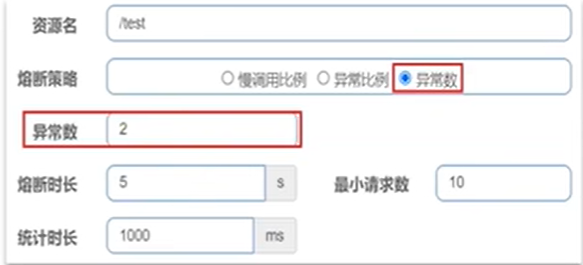 资源名 /test
熔断策略 慢调用比例 异常比例 异常数
异常数 2
熔断时长 5 s 最小请求数 10
统计时长 1000 ms